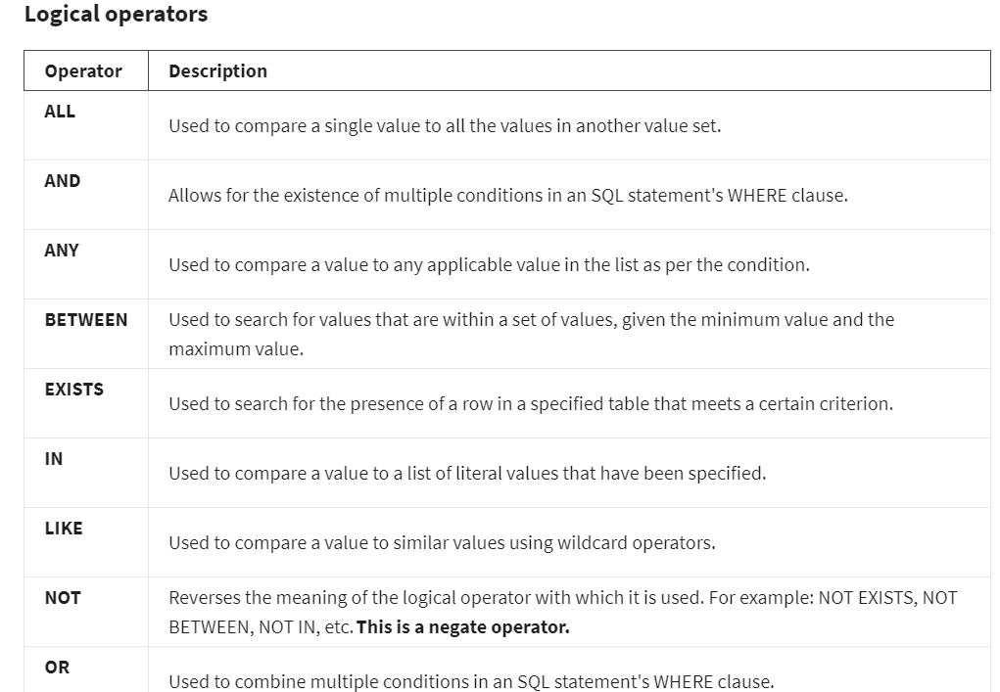 Logical operators
Operator Description
ALL
Used to compare a single value to all the values in another value set.
AND
Allows for the existence of multiple conditions in an SQL statement's WHERE clause.
ANY
Used to compare a value to any applicable value in the list as per the condition.
BETWEEN Used to search for values that are within a set of values, given the minimum value and the
maximum value.
EXISTS
Used to search for the presence of a row in a specified table that meets a certain criterion.
IN
Used to compare a value to a list of literal values that have been specified.
LIKE
Used to compare a value to similar values using wildcard operators.
NOT Reverses the meaning of the logical operator with which it is used. For example: NOT EXISTS, NOT
BETWEEN, NOT IN, etc. This is a negate operator.
OR
Used to combine multiple conditions in an SQL statement's WHERE clause.